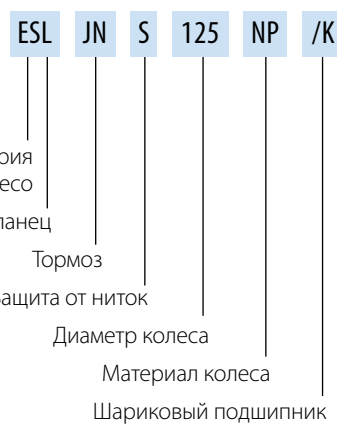 ESL JN S 125 NP /K
Тормоз
от ниток
Диаметр колеса
Материал колеса
Шариковый подшипник